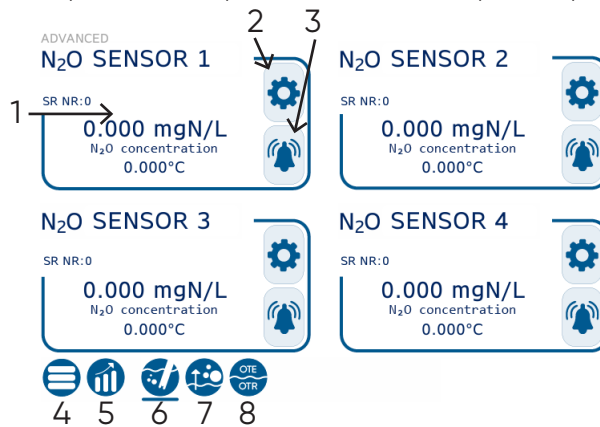 2 3
ADVANCED
N₂O SENSOR 1
N₂O SENSOR 2
SR NR:0
SR NR:0
1
0.000 mgN/L
0.000 mgN/L
N₂O concentration
N₂O concentration
0.000°C
0.000°C
N₂O SENSOR 3
N₂O SENSOR 4
SR NR:0
SR NR:0
0.000 mgN/L
0.000 mgN/L
N₂O concentration
N₂O concentration
0.000°C
0.000°C
OTE
OTR
4 5 6 7 8